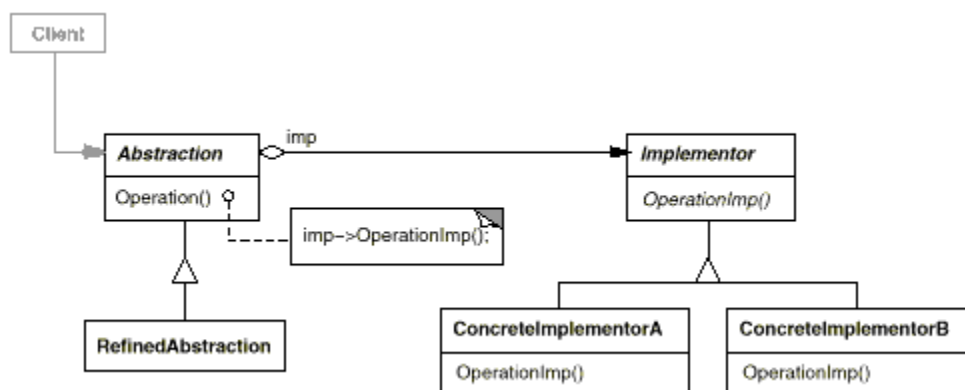 Client
imp
Abstraction
Implementor
Operation()
OperationImp()
imp->OperationImp();
RefinedAbstraction
ConcreteImplementorA
ConcreteImplementorB
OperationImp()
OperationImp()